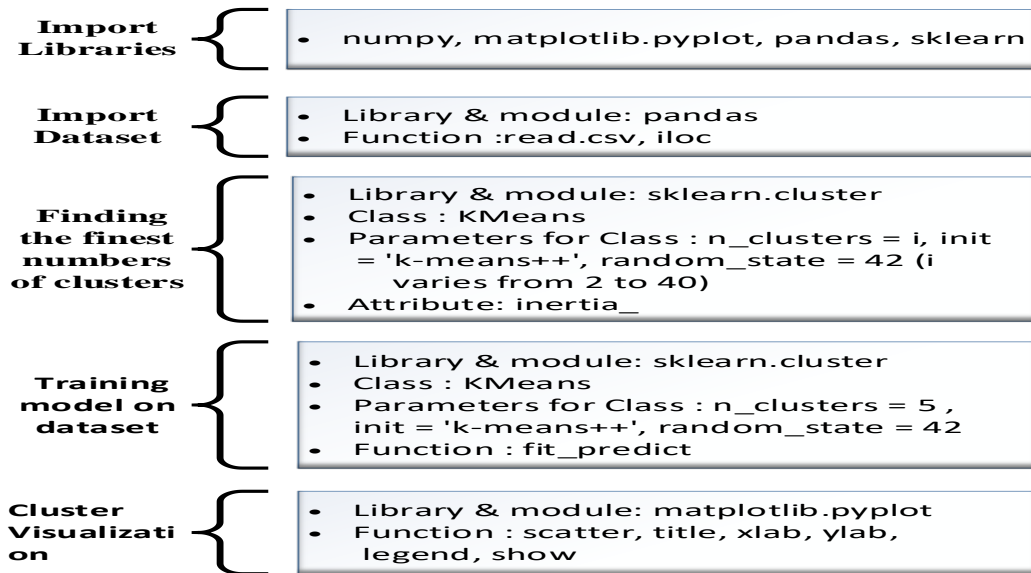 Import
Libraries
• numpy, matplotlib.pyplot, pandas, sklearn
Import
Dataset
• Library & module: pandas
• Function :read.csv, iloc
Finding
the finest
numbers
of clusters
• Library & module: sklearn.cluster
• Class : KMeans
• Parameters for Class : n_clusters = i, init
= 'k-means++', random_state = 42 (i
varies from 2 to 40)
• Attribute: inertia_
Training
model on
dataset
• Library & module: sklearn.cluster
• Class : KMeans
• Parameters for Class : n_clusters = 5 ,
init = 'k-means++', random_state = 42
• Function : fit_predict
Cluster
Visualizati
on
• Library & module: matplotlib.pyplot
• Function : scatter, title, xlab, ylab,
legend, show